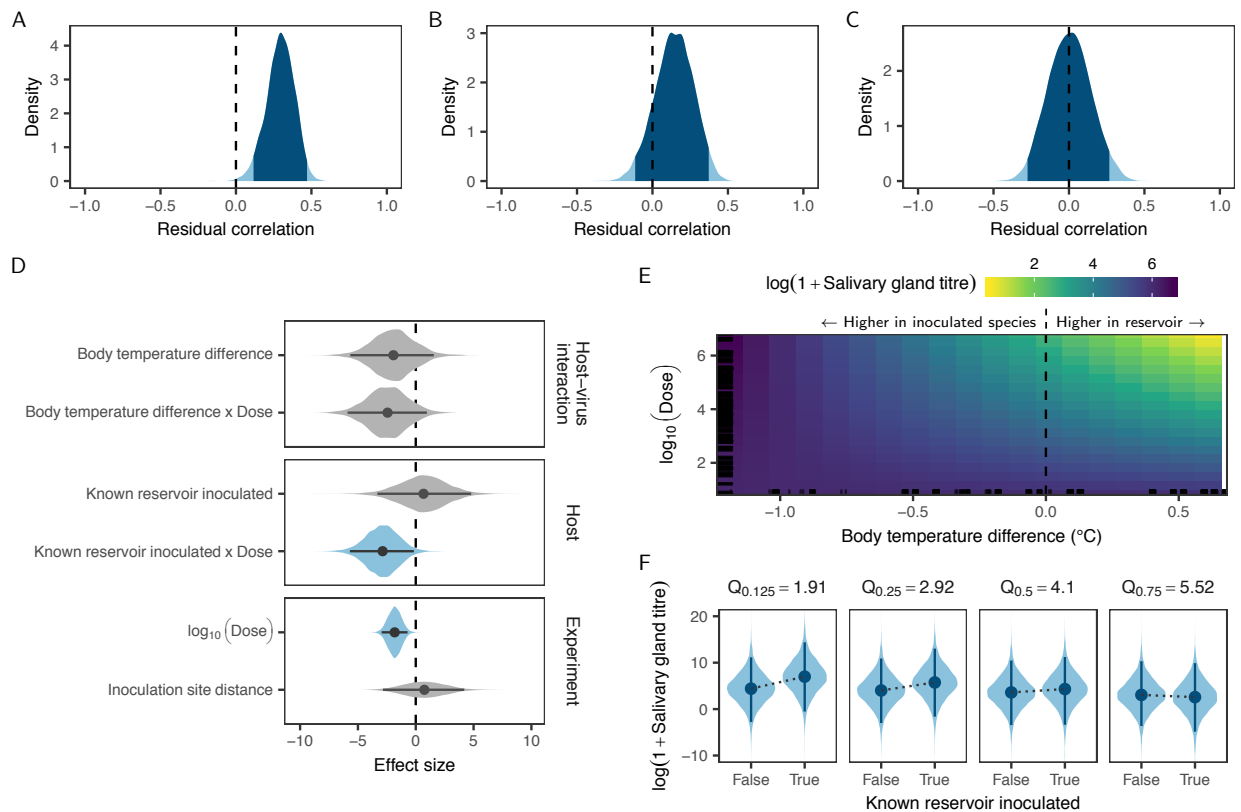 A
B
C
4
3
2
1
0
Density
−1.0 −0.5 0.0 0.5 1.0
Residual correlation
3
2
1
0
Density
−1.0 −0.5 0.0 0.5 1.0
Residual correlation
2
1
0
Density
−1.0 −0.5 0.0 0.5 1.0
Residual correlation
D
Body temperature difference
Body temperature difference x Dose
Host−virus
interaction
Known reservoir inoculated
Known reservoir inoculated x Dose
Host
log10(Dose)
Inoculation site distance
Experiment
−10 −5 0 5 10
Effect size
E
log(1 + Salivary gland titre)
2 4 6
← Higher in inoculated species
Higher in reservoir →
6
4
2
log10(Dose)
−1.0 −0.5 0.0 0.5
Body temperature difference (°C)
F
Q0.125 = 1.91
Q0.25 = 2.92
Q0.5 = 4.1
Q0.75 = 5.52
20
10
0
−10
log(1 + Salivary gland titre)
False True False True False True False True
Known reservoir inoculated